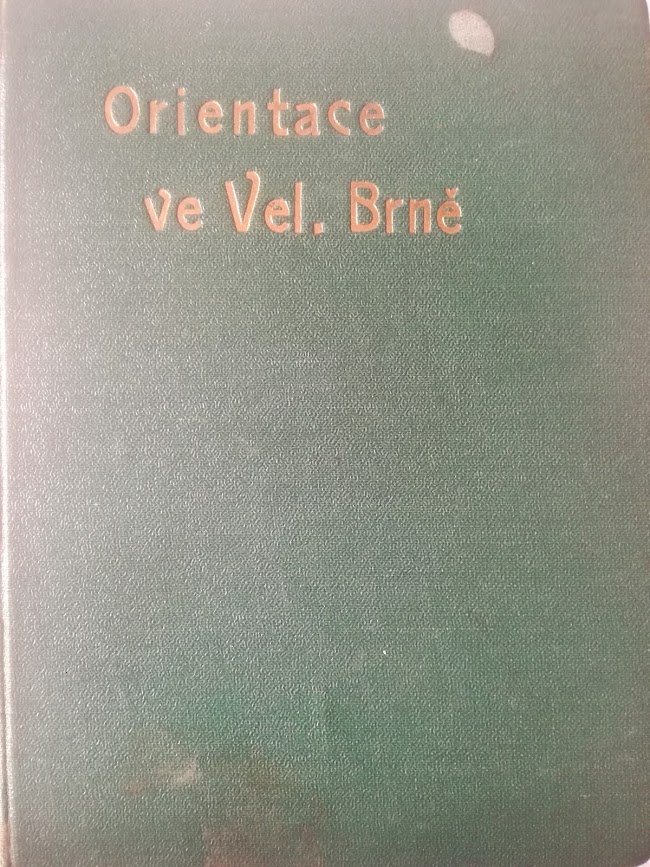 Orientace
ve Vel. Brně